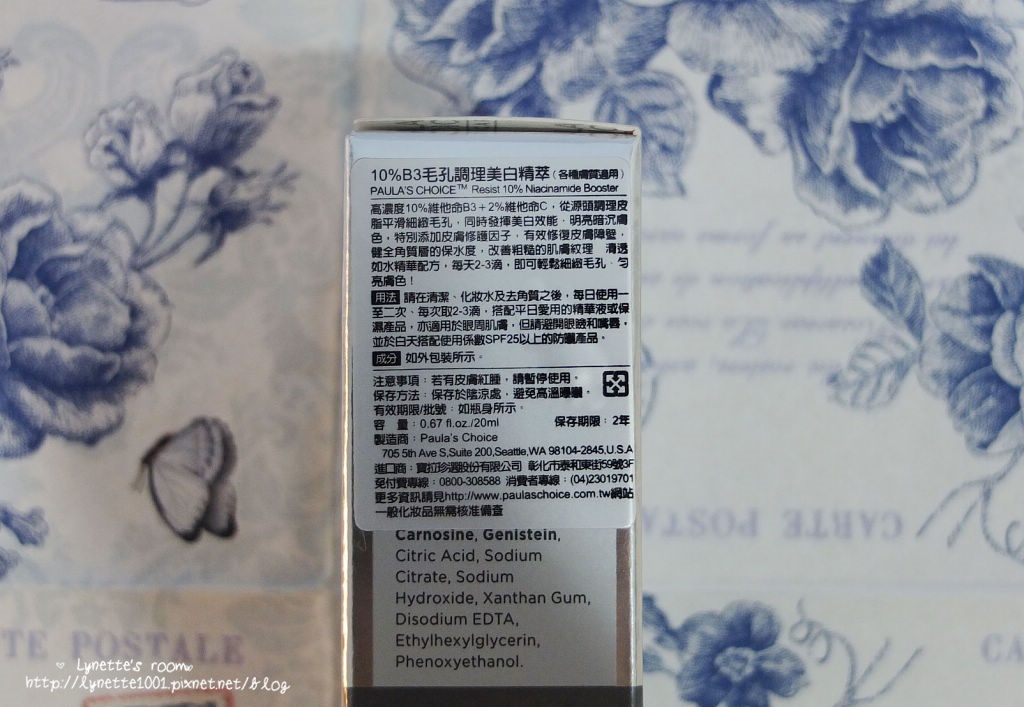 10%B3毛孔調理美白精萃(各種膚質適用)
PAULA'S CHOICE™ Resist 10% Niacinamide Booster
高濃度10%維他命B3+2%維他命C，從源頭調理皮
脂平滑細緻毛孔，同時發揮美白效能，明亮暗沉膚
色，特別添加皮膚修護因子，有效修復皮膚障壁，
健全角質層的保水度，改善粗糙的肌膚紋理，清透
如水精華配方，每天2-3滴，即可輕鬆細緻毛孔、勻
亮膚色！
用法 請在清潔、化妝水及去角質之後，每日使用一
至二次、每次取2-3滴，搭配平日愛用的精華液或保
濕產品，亦適用於眼周肌膚，但請避開眼瞼和嘴唇。
並於白天搭配使用係數SPF25以上的防曬產品。
成分 如外包裝所示。
注意事項：若有皮膚紅腫，請暫停使用。
保存方法：保存於陰涼處，避免高溫曝曬。
有效期限/批號：如瓶身所示。
容 量：0.67 fl.oz./20ml 保存期限：2年
製造商：Paula's Choice
705 5th Ave S,Suite 200,Seattle,WA 98104-2845,U.S.A
進口商：寶拉珍選股份有限公司 彰化市泰和東街59號3F
免付費專線：0800-308588 消費者專線：(04)23019701
更多資訊請見http://www.paulaschoice.com.tw網站
一般化妝品無需核准備查
Carnosine, Genistein,
Citric Acid, Sodium
Citrate, Sodium
Hydroxide, Xanthan Gum,
Disodium EDTA,
Ethylhexylglycerin,
Phenoxyethanol.
CARTE POSTA
TE POSTALE
CA
Lynette's room
http://lynette1001.pixnet.net/blog